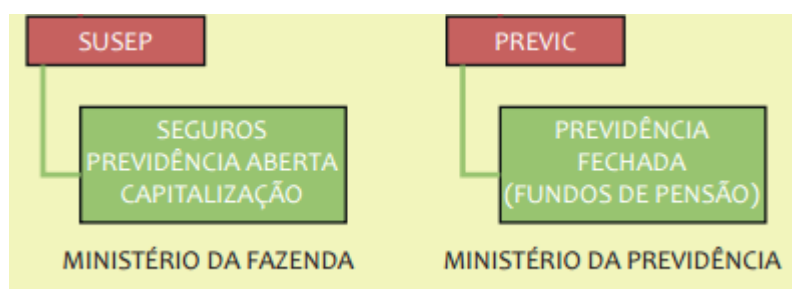 SUSEP
SEGUROS
PREVIDÊNCIA ABERTA
CAPITALIZAÇÃO
MINISTÉRIO DA FAZENDA
PREVIC
PREVIDÊNCIA
FECHADA
(FUNDOS DE PENSÃO)
MINISTÉRIO DA PREVIDÊNCIA